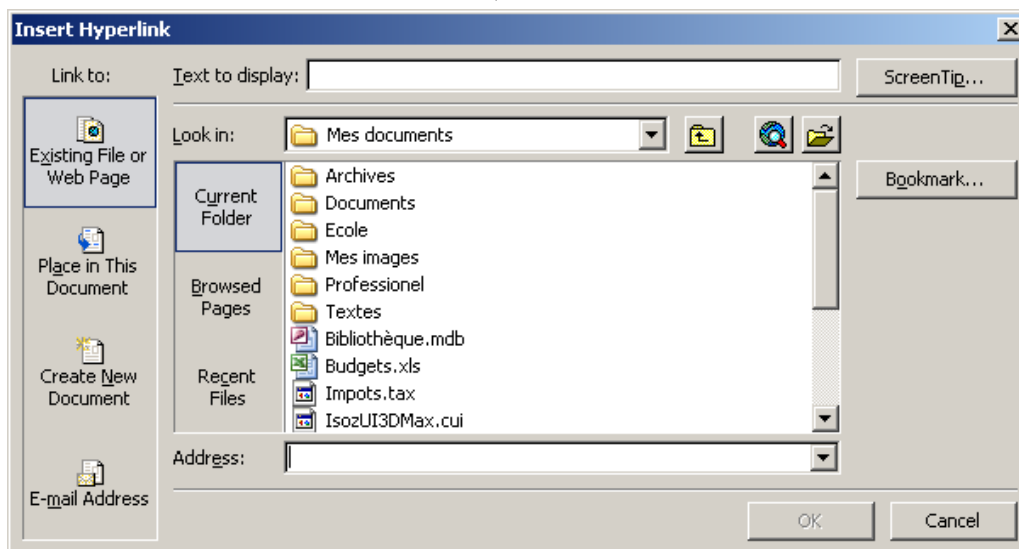 Insert Hyperlink
Link to:
Text to display:
ScreenTip...
Existing File or
Web Page
Look in:
Mes documents
Bookmark...
Current
Folder
Archives
Documents
Ecole
Mes images
Professionel
Textes
Bibliothèque.mdb
Budgets.xls
Impots.tax
IsozUI3DMax.cui
Place in This
Document
Browsed
Pages
Create New
Document
Recent
Files
Address:
E-mail Address
OK
Cancel